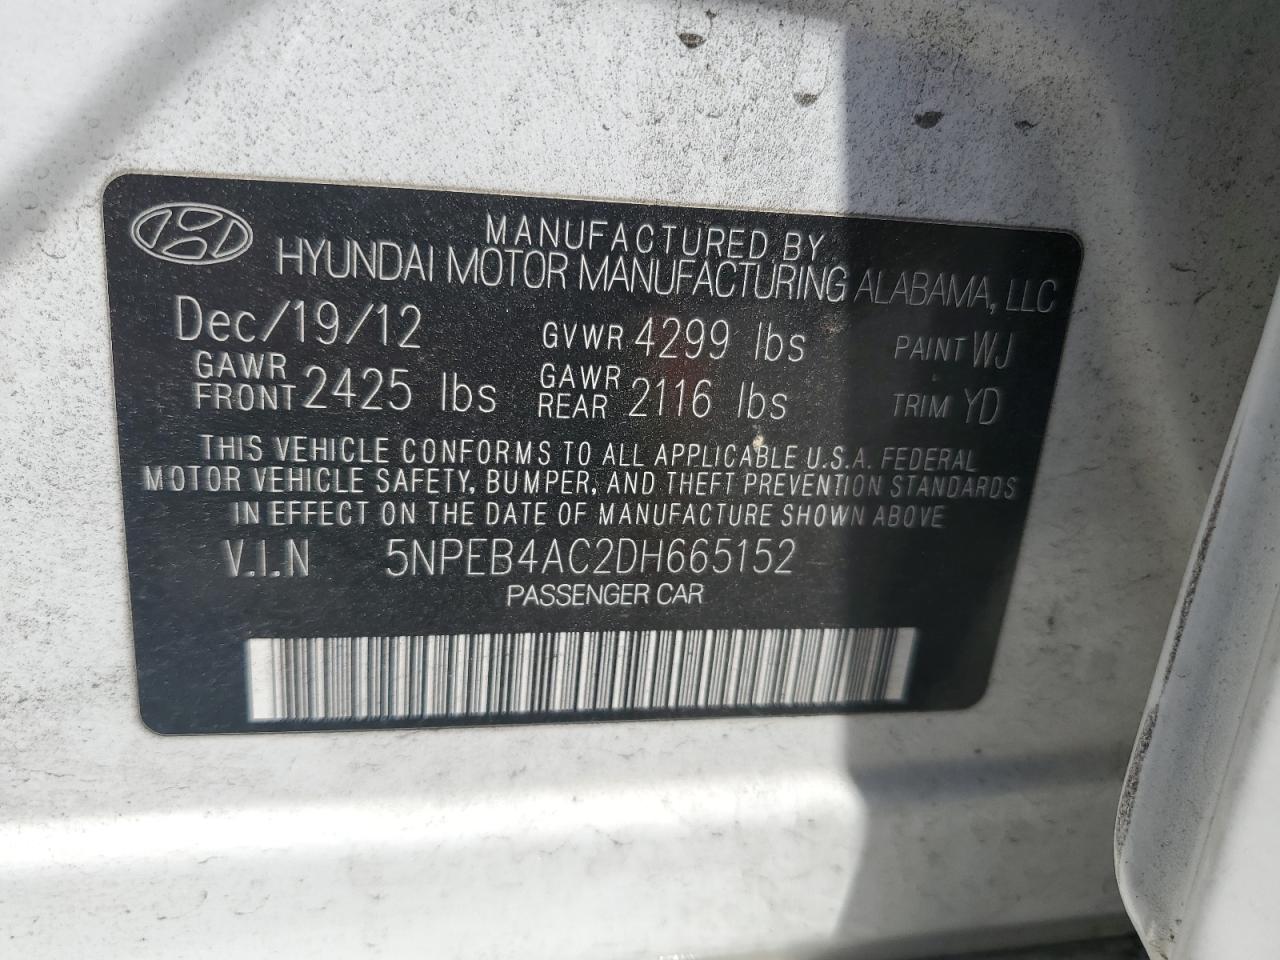 MANUFACTURED BY
HYUNDAI MOTOR MANUFACTURING ALABAMA, LLC
Dec/19/12 GVWR 4299 lbs PAINT WJ
GAWR FRONT 2425 lbs GAWR REAR 2116 lbs TRIM YD
THIS VEHICLE CONFORMS TO ALL APPLICABLE U.S.A. FEDERAL
MOTOR VEHICLE SAFETY, BUMPER, AND THEFT PREVENTION STANDARDS
IN EFFECT ON THE DATE OF MANUFACTURE SHOWN ABOVE
V.I.N 5NPEB4AC2DH665152
PASSENGER CAR